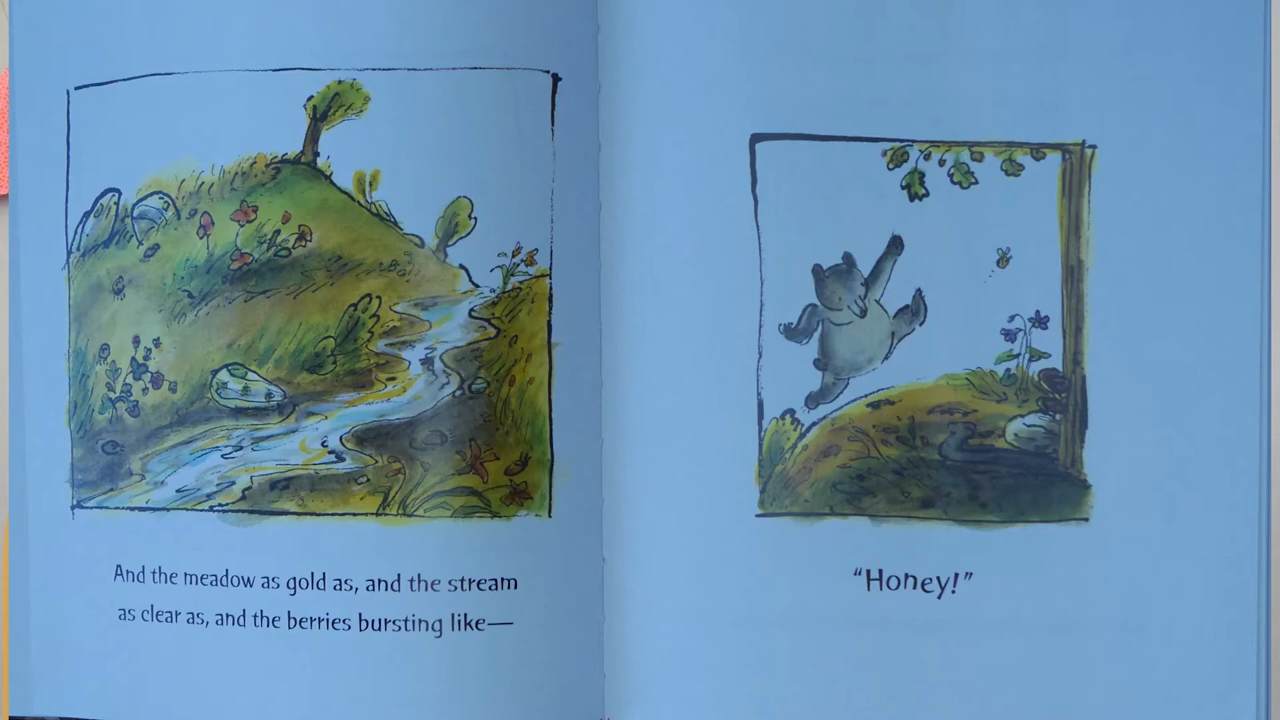 And the meadow as gold as, and the stream
as clear as, and the berries bursting like—
“Honey!”